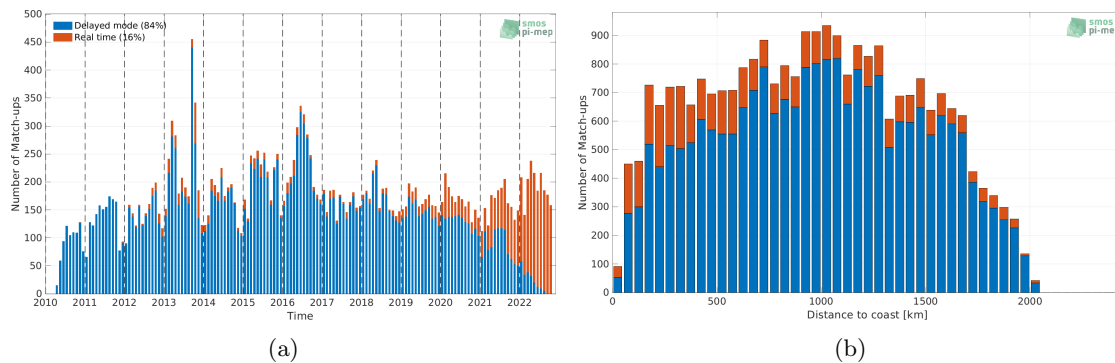 Delayed mode (84%)
Real time (16%)
smos
pi-mep
Number of Match-ups
500
450
400
350
300
250
200
150
100
50
0
2010 2011 2012 2013 2014 2015 2016 2017 2018 2019 2020 2021 2022
Time
(a)
smos
pi-mep
Number of Match-ups
900
800
700
600
500
400
300
200
100
0
0 500 1000 1500 2000
Distance to coast [km]
(b)